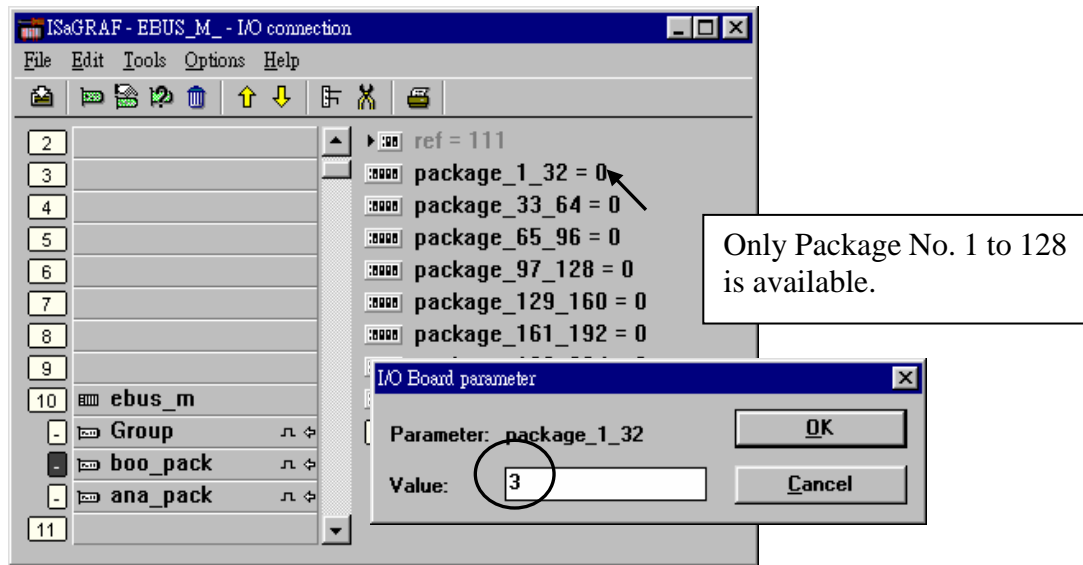 ISaGRAF - EBUS_M_ - I/O connection
File Edit Tools Options Help
2
3
4
5
6
7
8
9
10 ebus_m
- Group
- boo_pack
- ana_pack
11
ref = 111
package_1_32 = 0
package_33_64 = 0
package_65_96 = 0
package_97_128 = 0
package_129_160 = 0
package_161_192 = 0
Only Package No. 1 to 128
is available.
I/O Board parameter
Parameter: package_1_32
OK
Value: 3
Cancel